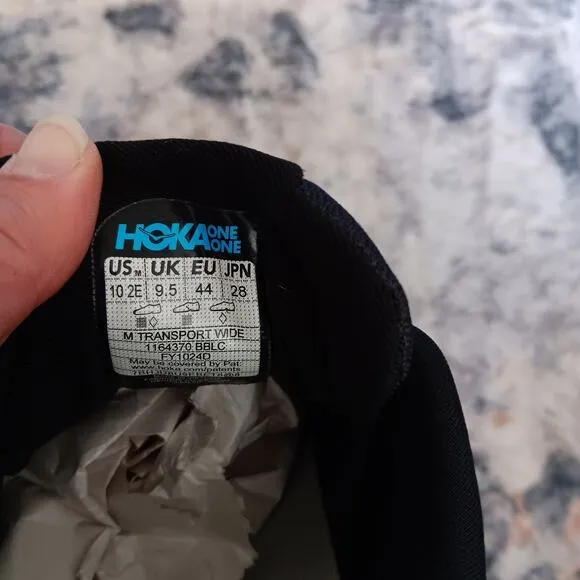 HOKA ONE ONE
US M UK EU JPN
10 2E 9.5 44 28
M TRANSPORT WIDE
1164370 BBLC
FY1024D
May be covered by Pat.
www.hoka.com/patents